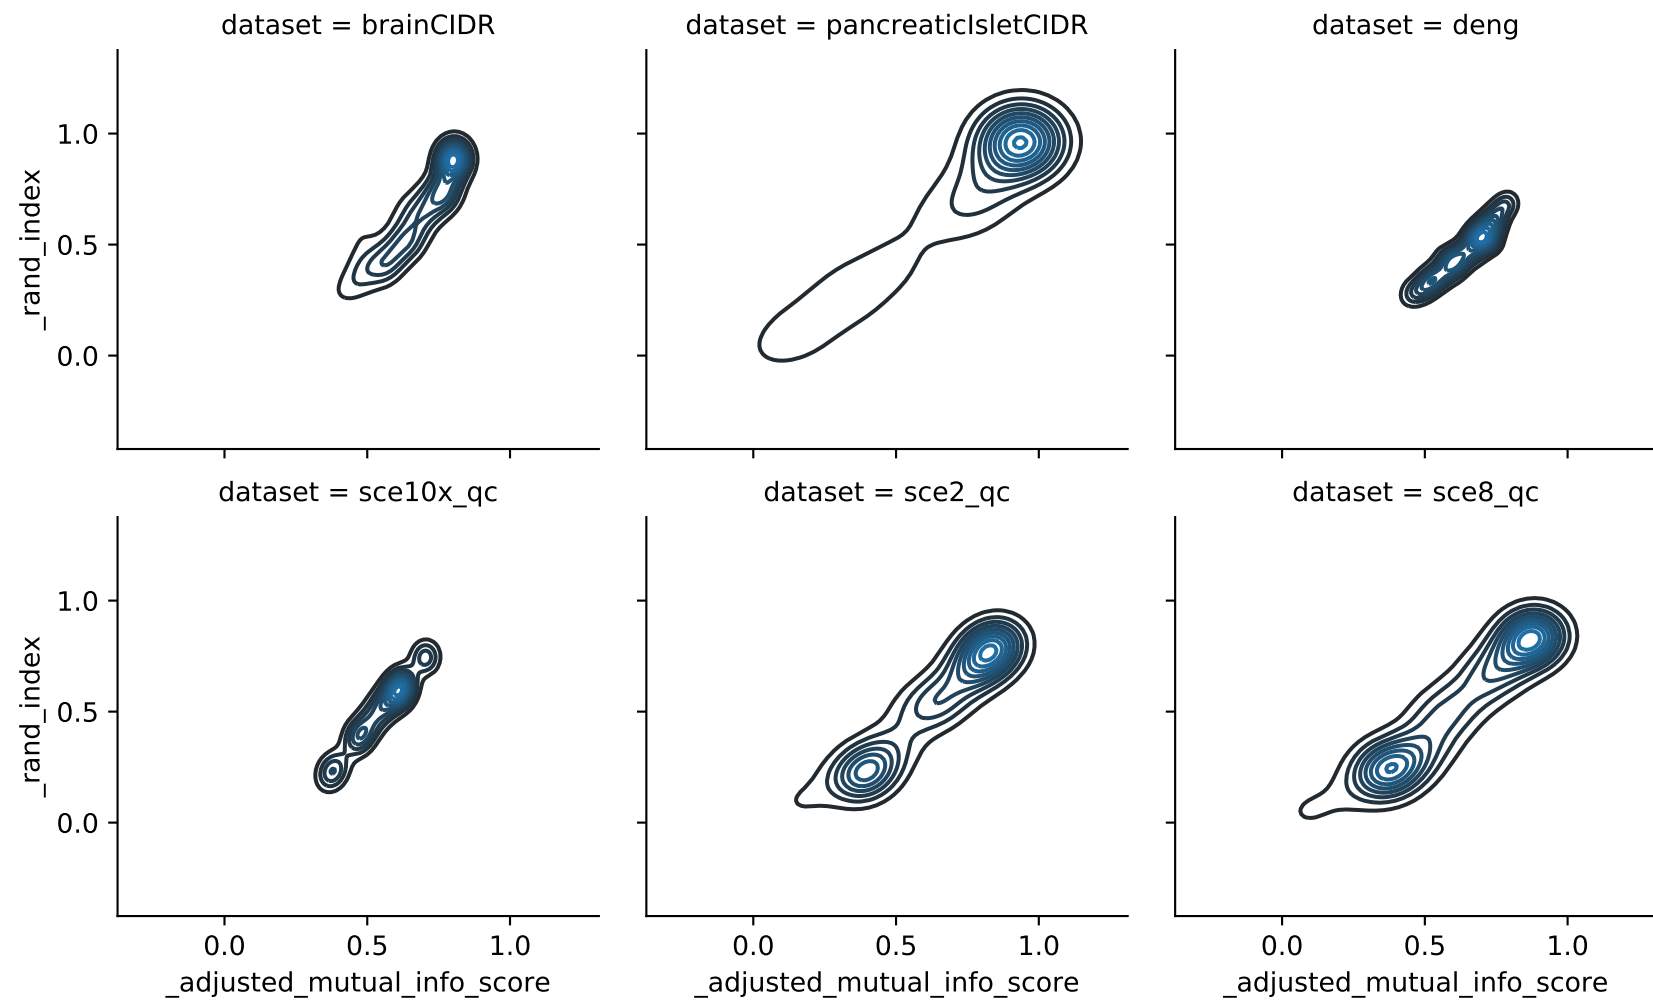 dataset = brainCIDR
dataset = pancreaticIsletCIDR
dataset = deng
1.0
0.5
0.0
_rand_index
dataset = sce10x_qc
dataset = sce2_qc
dataset = sce8_qc
1.0
0.5
0.0
_rand_index
0.0 0.5 1.0
0.0 0.5 1.0
0.0 0.5 1.0
_adjusted_mutual_info_score
_adjusted_mutual_info_score
_adjusted_mutual_info_score